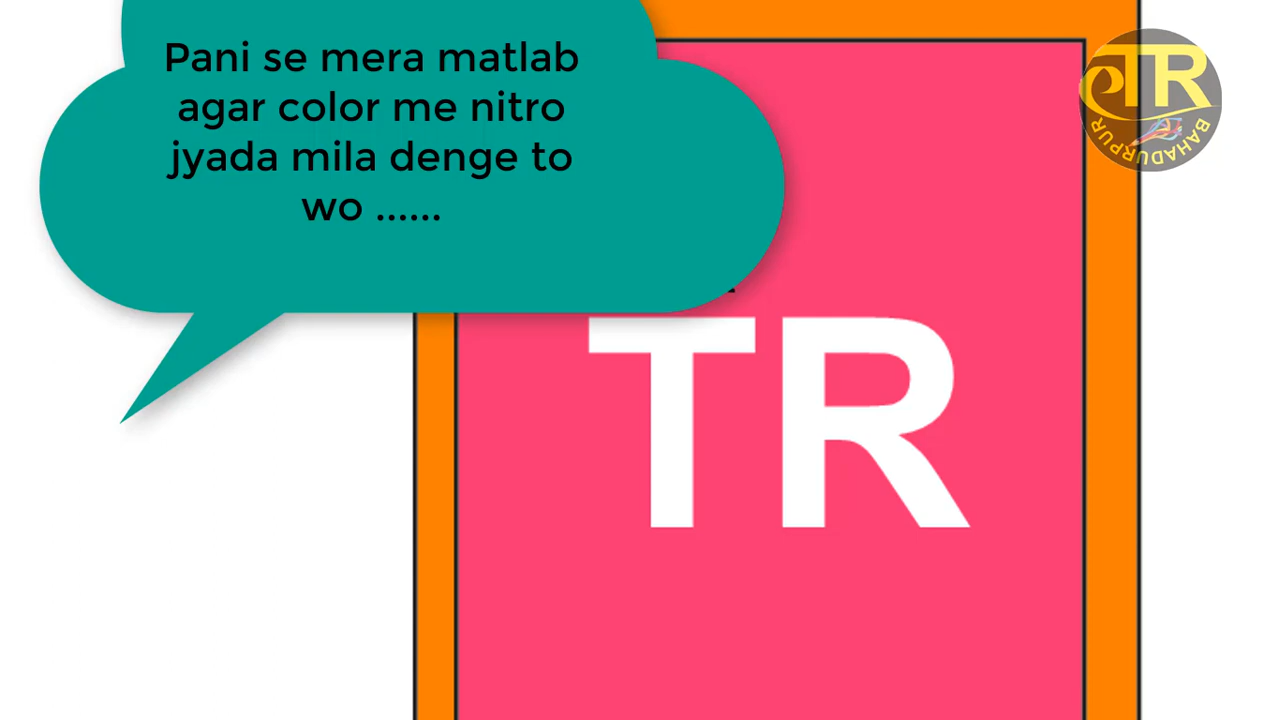 Pani se mera matlab
agar color me nitro
jyada mila denge to
wo ......
TR
TR
BAHADURPUR